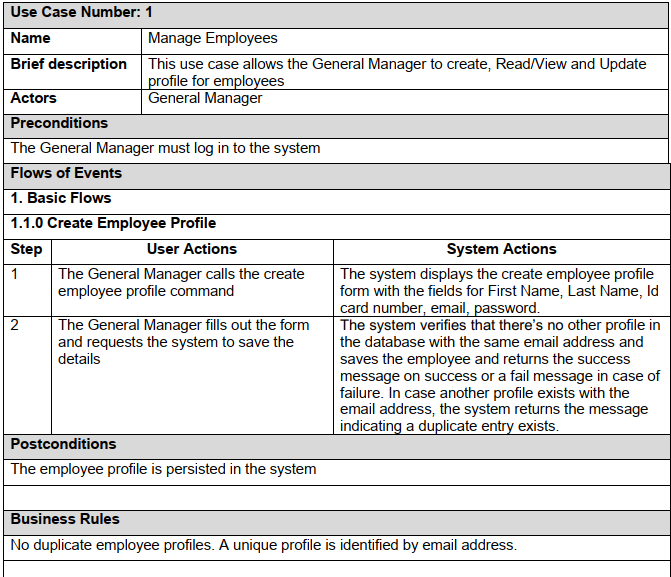 Use Case Number: 1
Name Manage Employees
Brief description This use case allows the General Manager to create, Read/View and Update
profile for employees
Actors General Manager
Preconditions
The General Manager must log in to the system
Flows of Events
1. Basic Flows
1.1.0 Create Employee Profile
Step User Actions System Actions
1 The General Manager calls the create
employee profile command
The system displays the create employee profile
form with the fields for First Name, Last Name, Id
card number, email, password.
2 The General Manager fills out the form
and requests the system to save the
details
The system verifies that there's no other profile in
the database with the same email address and
saves the employee and returns the success
message on success or a fail message in case of
failure. In case another profile exists with the
email address, the system returns the message
indicating a duplicate entry exists.
Postconditions
The employee profile is persisted in the system
Business Rules
No duplicate employee profiles. A unique profile is identified by email address.